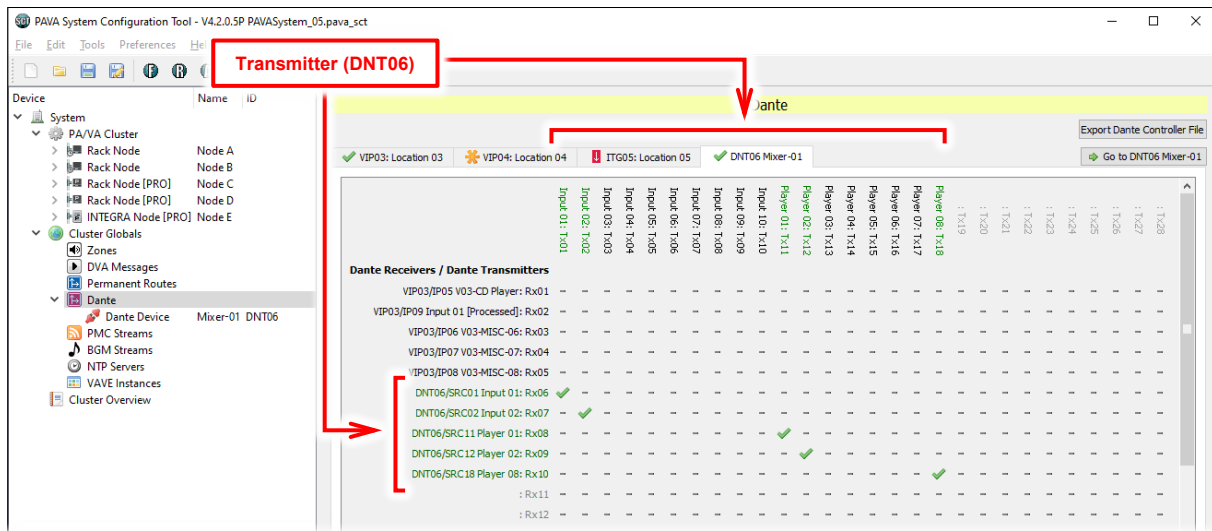 PAVA System Configuration Tool - V4.2.0.5P PAVASystem_05.pava_sct
File Edit Tools Preferences
Transmitter (DNT06)
Device Name ID
System
PA/VA Cluster
Rack Node Node A
Rack Node Node B
Rack Node [PRO] Node C
Rack Node [PRO] Node D
INTEGRA Node [PRO] Node E
Cluster Globals
Zones
DVA Messages
Permanent Routes
Dante
Dante Device Mixer-01 DNT06
PMC Streams
BGM Streams
NTP Servers
VAVE Instances
Cluster Overview
Dante
Export Dante Controller File
VIP03: Location 03 VIP04: Location 04 ITG05: Location 05 DNT06 Mixer-01 Go to DNT06 Mixer-01
Input 01: Tx01
Input 02: Tx02
Input 03: Tx03
Input 04: Tx04
Input 05: Tx05
Input 06: Tx06
Input 07: Tx07
Input 08: Tx08
Input 09: Tx09
Input 10: Tx10
Player 01: Tx11
Player 02: Tx12
Player 03: Tx13
Player 04: Tx14
Player 05: Tx15
Player 06: Tx16
Player 07: Tx17
Player 08: Tx18
: Tx19
: Tx20
: Tx21
: Tx22
: Tx23
: Tx24
: Tx25
: Tx26
: Tx27
: Tx28
Dante Receivers / Dante Transmitters
VIP03/IP05 V03-CD Player: Rx01
VIP03/IP09 Input 01 [Processed]: Rx02
VIP03/IP06 V03-MISC-06: Rx03
VIP03/IP07 V03-MISC-07: Rx04
VIP03/IP08 V03-MISC-08: Rx05
DNT06/SRC01 Input 01: Rx06
DNT06/SRC02 Input 02: Rx07
DNT06/SRC11 Player 01: Rx08
DNT06/SRC12 Player 02: Rx09
DNT06/SRC18 Player 08: Rx10
: Rx11
: Rx12